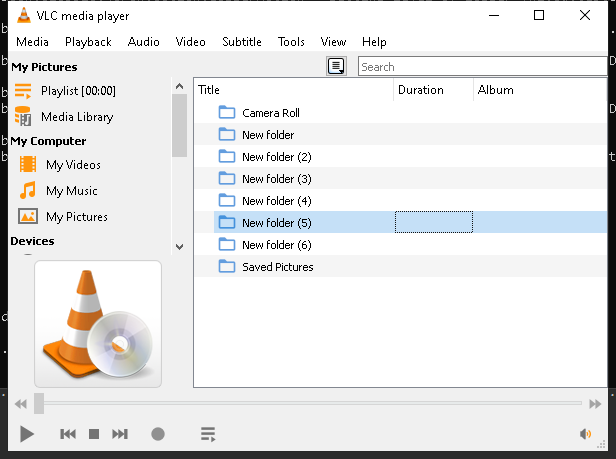 VLC media player
Media Playback Audio Video Subtitle Tools View Help
My Pictures
Playlist [00:00]
Media Library
My Computer
My Videos
My Music
My Pictures
Devices
Search
Title Duration Album
Camera Roll
New folder
New folder (2)
New folder (3)
New folder (4)
New folder (5)
New folder (6)
Saved Pictures